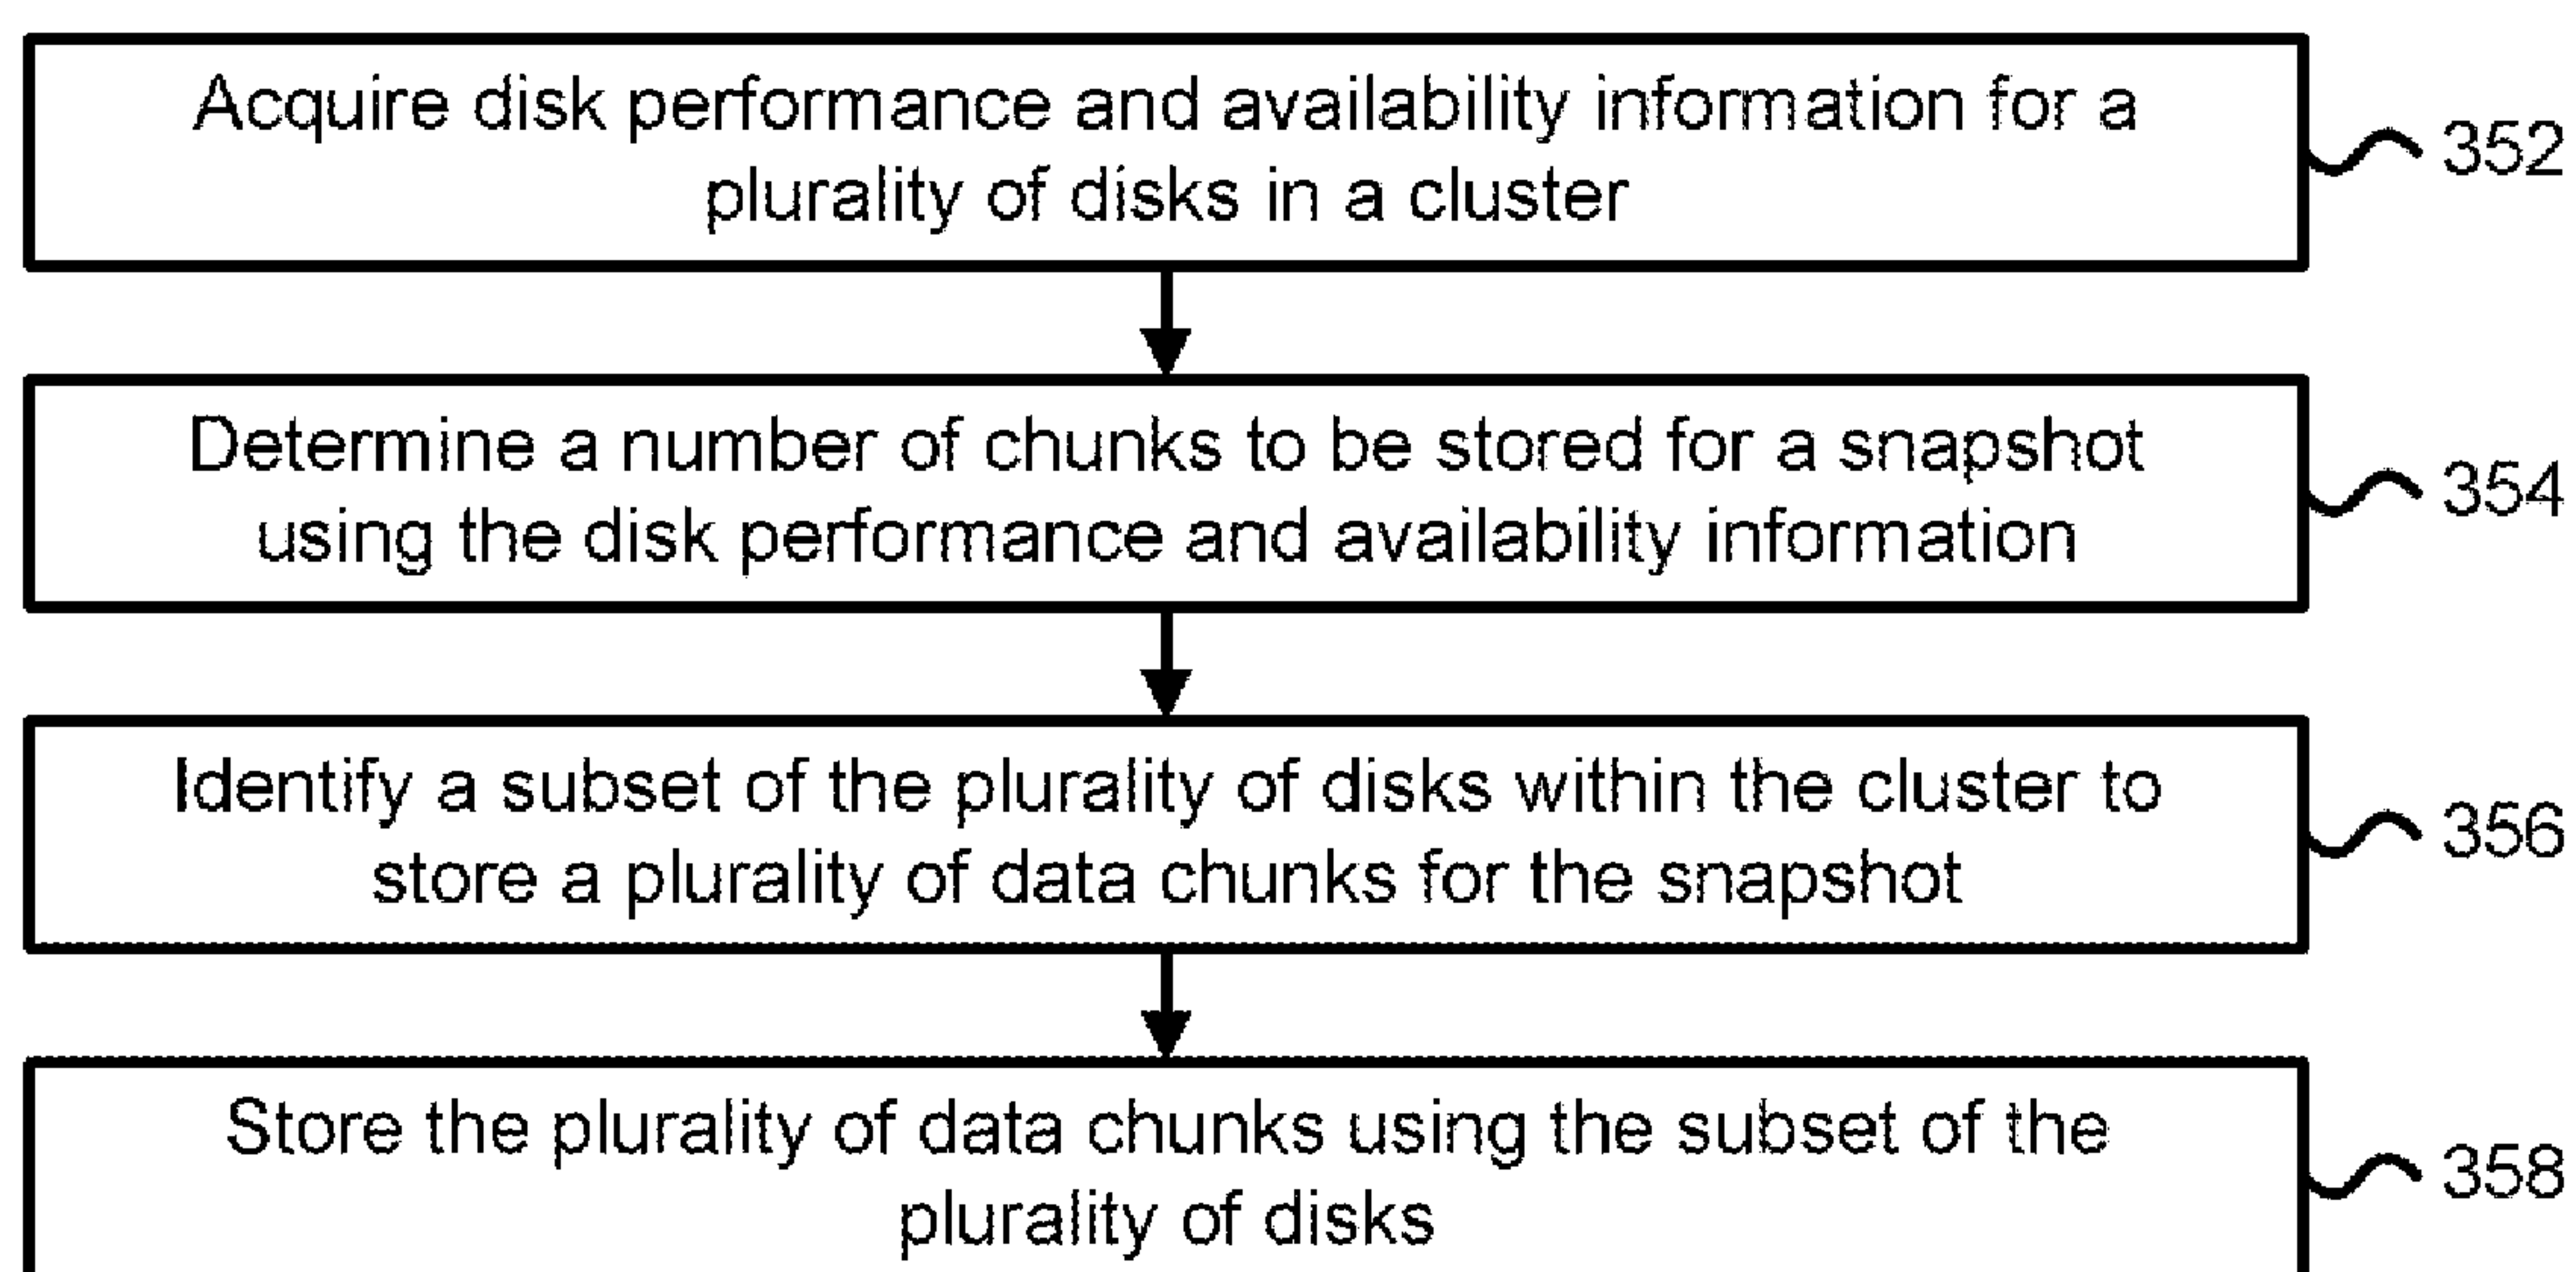 Acquire disk performance and availability information for a
plurality of disks in a cluster
352
Determine a number of chunks to be stored for a snapshot
using the disk performance and availability information
354
Identify a subset of the plurality of disks within the cluster to
store a plurality of data chunks for the snapshot
356
Store the plurality of data chunks using the subset of the
plurality of disks
358